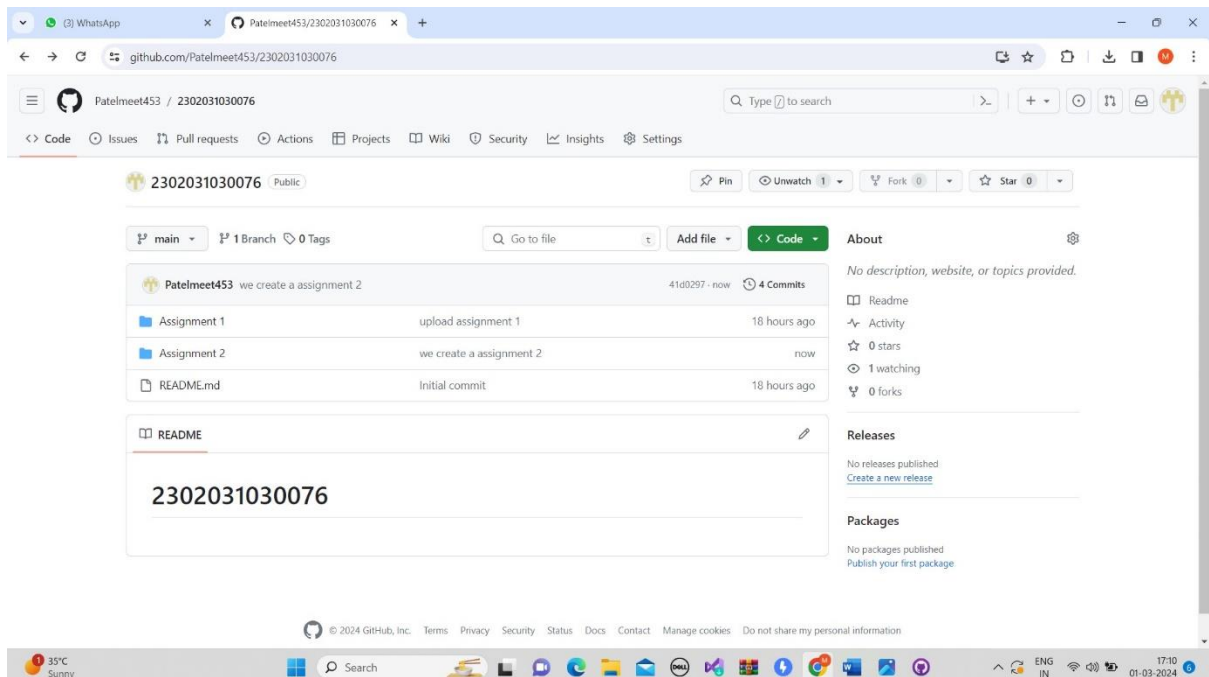 (3) WhatsApp
Patelmeet453/2302031030076
github.com/Patelmeet453/2302031030076
M
Patelmeet453 / 2302031030076
Type / to search
<> Code Issues Pull requests Actions Projects Wiki Security Insights Settings
2302031030076 Public
Pin Unwatch 1 Fork 0 Star 0
main 1 Branch 0 Tags Go to file t Add file <> Code
Patelmeet453 we create a assignment 2 41d0297 · now 4 Commits
Assignment 1 upload assignment 1 18 hours ago
Assignment 2 we create a assignment 2 now
README.md Initial commit 18 hours ago
README
2302031030076
About
No description, website, or topics provided.
Readme
Activity
0 stars
1 watching
0 forks
Releases
No releases published
Create a new release
Packages
No packages published
Publish your first package
© 2024 GitHub, Inc. Terms Privacy Security Status Docs Contact Manage cookies Do not share my personal information
1 35°C
Sunny
Search
DELL
ENG
IN
17:10
01-03-2024
6